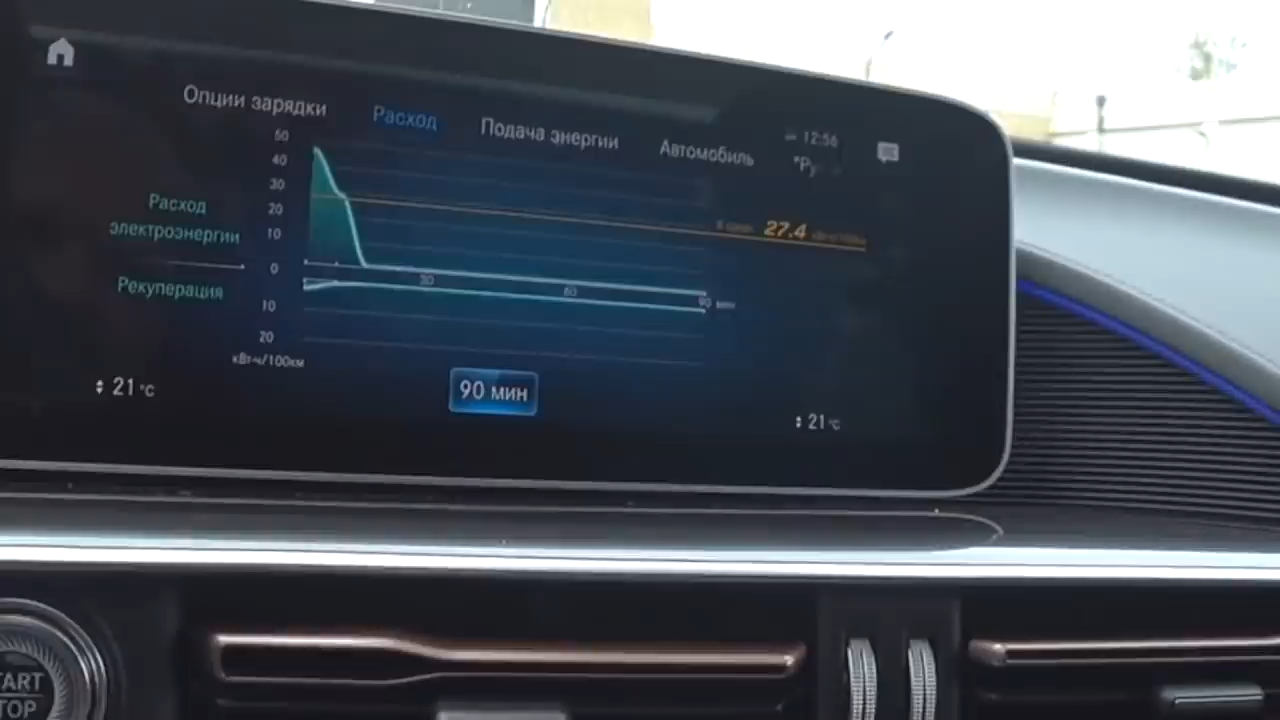 Опции зарядки
Расход
Подача энергии
Автомобиль
12:56
50
40
30
20
10
0
10
20
кВт·ч/100км
Расход
электроэнергии
Рекуперация
27.4
30
60
90 мин
90 мин
21 °C
21 °C
START
STOP